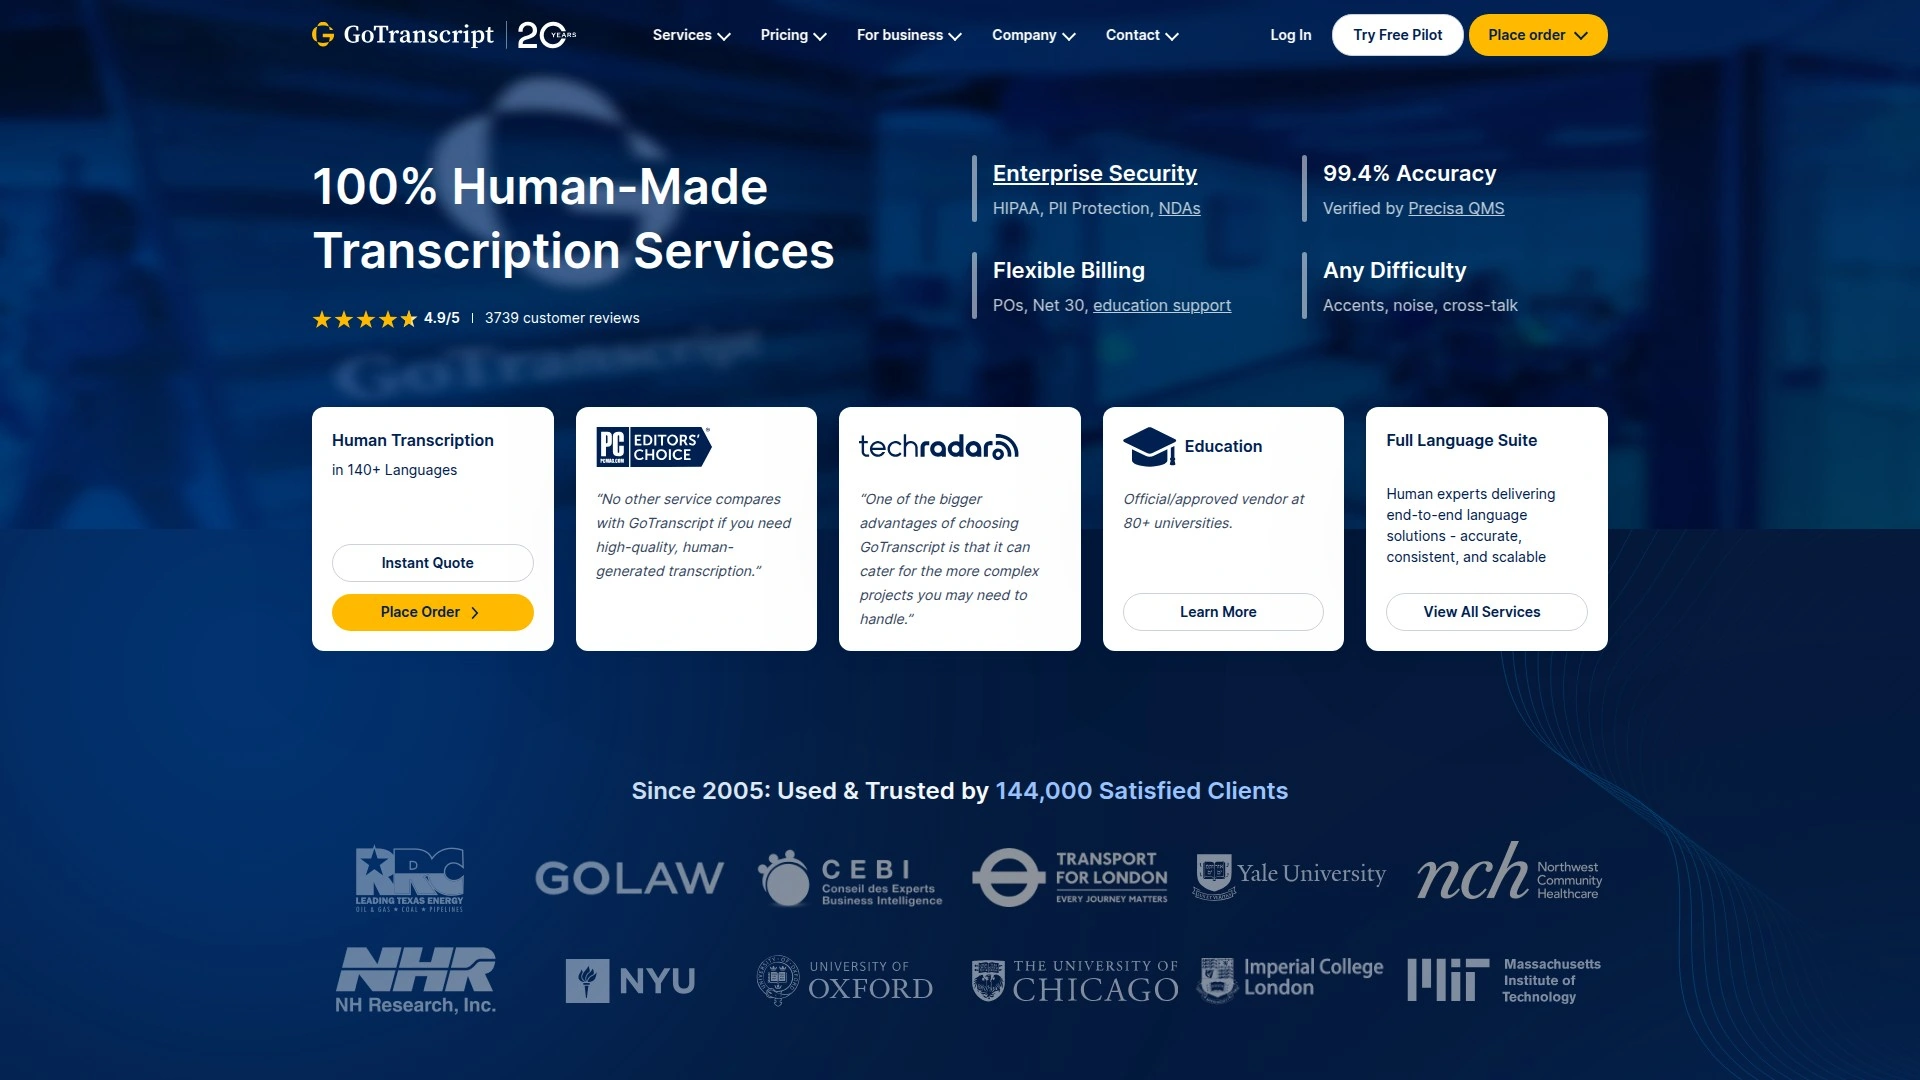 GoTranscript
20 YEARS
Services
Pricing
For business
Company
Contact
Log In
Try Free Pilot
Place order
100% Human-Made
Transcription Services
4.9/5
3739 customer reviews
Enterprise Security
HIPAA, PII Protection, NDAs
99.4% Accuracy
Verified by Precisa QMS
Flexible Billing
POs, Net 30, education support
Any Difficulty
Accents, noise, cross-talk
GoTranscript
Human Transcription
in 140+ Languages
Instant Quote
Place Order
PC
PCMAG.COM
EDITORS'
CHOICE
“No other service compares
with GoTranscript if you need
high-quality, human-
generated transcription.”
techradar
“One of the bigger
advantages of choosing
GoTranscript is that it can
cater for the more complex
projects you may need to
handle.”
Education
Official/approved vendor at
80+ universities.
Learn More
Full Language Suite
Human experts delivering
end-to-end language
solutions - accurate,
consistent, and scalable
View All Services
Since 2005: Used & Trusted by 144,000 Satisfied Clients
RRC
LEADING TEXAS ENERGY
OIL & GAS ★ COAL ★ PIPELINES
GOLAW
CEBI
Conseil des Experts
Business Intelligence
TRANSPORT
FOR LONDON
EVERY JOURNEY MATTERS
Yale University
nch
Northwest
Community
Healthcare
NHR
NH Research, Inc.
NYU
UNIVERSITY OF
OXFORD
THE UNIVERSITY OF
CHICAGO
Imperial College
London
MIT
Massachusetts
Institute of
Technology